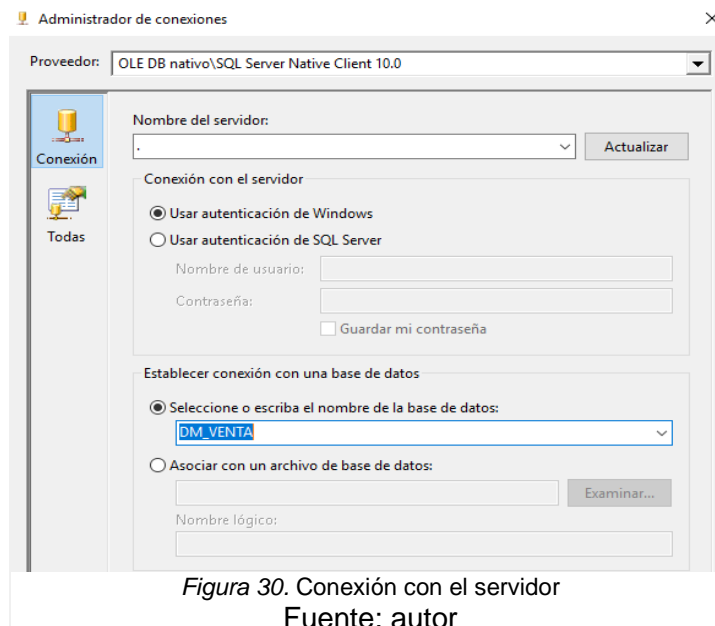 Administrador de conexiones
Proveedor: OLE DB nativo\SQL Server Native Client 10.0
Conexión
Todas
Nombre del servidor:
. Actualizar
Conexión con el servidor
Usar autenticación de Windows
Usar autenticación de SQL Server
Nombre de usuario:
Contraseña:
Guardar mi contraseña
Establecer conexión con una base de datos
Seleccione o escriba el nombre de la base de datos:
DM_VENTA
Asociar con un archivo de base de datos:
Examinar...
Nombre lógico:
Figura 30. Conexión con el servidor
Fuente: autor